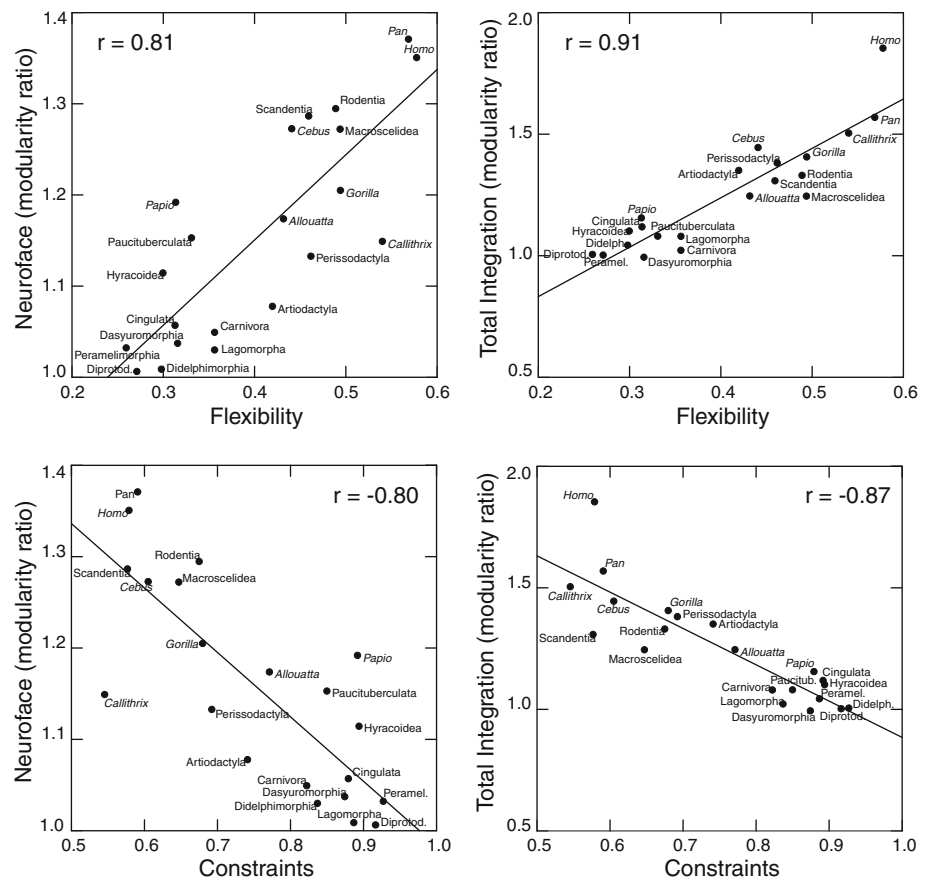 r = 0.81
Neuroface (modularity ratio)
1.4
1.3
1.2
1.1
1.0
Pan
Homo
Rodentia
Scandentia
Cebus
Macroscelidea
Gorilla
Papio
Allouatta
Paucituberculata
Callithrix
Perissodactyla
Hyracoidea
Artiodactyla
Cingulata
Carnivora
Dasyuromorphia
Lagomorpha
Peramelimorphia
Diprotod.
Didelphimorphia
0.2
0.3
0.4
0.5
0.6
Flexibility
r = 0.91
Total Integration (modularity ratio)
2.0
1.5
1.0
0.5
Homo
Pan
Callithrix
Cebus
Gorilla
Perissodactyla
Artiodactyla
Rodentia
Scandentia
Allouatta
Macroscelidea
Papio
Cingulata
Paucituberculata
Hyracoidea
Lagomorpha
Didelph.
Carnivora
Diprotod.
Peramel.
Dasyuromorphia
0.2
0.3
0.4
0.5
0.6
Flexibility
r = -0.80
Neuroface (modularity ratio)
1.4
1.3
1.2
1.1
1.0
Pan
Homo
Rodentia
Scandentia
Cebus
Macroscelidea
Gorilla
Papio
Allouatta
Paucituberculata
Callithrix
Perissodactyla
Hyracoidea
Artiodactyla
Cingulata
Carnivora
Dasyuromorphia
Peramel.
Didelphimorphia
Lagomorpha
Diprotod.
0.5
0.6
0.7
0.8
0.9
1.0
Constraints
r = -0.87
Total Integration (modularity ratio)
2.0
1.5
1.0
0.5
Homo
Pan
Callithrix
Cebus
Gorilla
Perissodactyla
Artiodactyla
Rodentia
Scandentia
Macroscelidea
Allouatta
Papio
Cingulata
Paucitub.
Hyracoidea
Carnivora
Peramel.
Lagomorpha
Didelph.
Dasyuromorphia
Diprotod.
0.5
0.6
0.7
0.8
0.9
1.0
Constraints